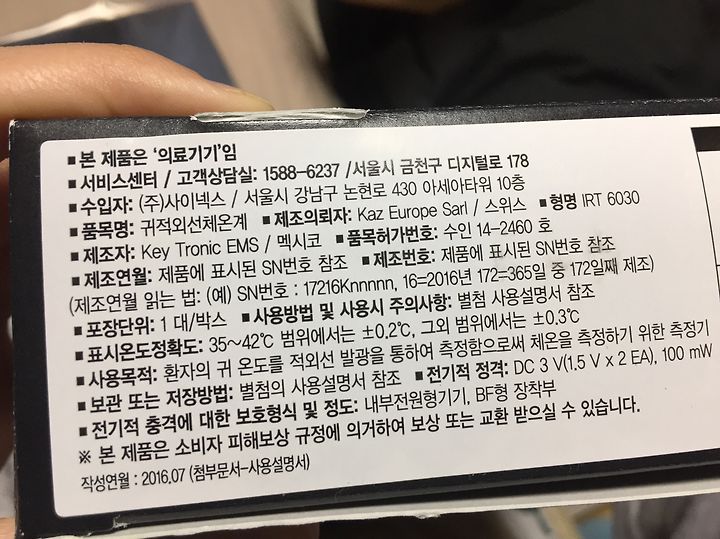 ■ 본 제품은 '의료기기'임
■ 서비스센터 / 고객상담실: 1588-6237 /서울시 금천구 디지털로 178
■ 수입자: (주)사이넥스 / 서울시 강남구 논현로 430 아세아타워 10층
■ 품목명: 귀적외선체온계 ■ 제조의뢰자: Kaz Europe Sarl / 스위스 ■ 형명 IRT 6030
■ 제조자: Key Tronic EMS / 멕시코 ■ 품목허가번호: 수인 14-2460 호
■ 제조연월: 제품에 표시된 SN번호 참조 ■ 제조번호: 제품에 표시된 SN번호 참조
(제조연월 읽는 법: (예) SN번호 : 17216Knnnnn, 16=2016년 172=365일 중 172일째 제조)
■ 포장단위: 1 대/박스 ■ 사용방법 및 사용시 주의사항: 별첨 사용설명서 참조
■ 표시온도정확도: 35~42℃ 범위에서는 ±0.2℃, 그외 범위에서는 ±0.3℃
■ 사용목적: 환자의 귀 온도를 적외선 발광을 통하여 측정함으로써 체온을 측정하기 위한 측정기
■ 보관 또는 저장방법: 별첨의 사용설명서 참조 ■ 전기적 정격: DC 3 V(1.5 V x 2 EA), 100 mW
■ 전기적 충격에 대한 보호형식 및 정도: 내부전원형기기, BF형 장착부
※ 본 제품은 소비자 피해보상 규정에 의거하여 보상 또는 교환 받으실 수 있습니다.
작성연월 : 2016.07 (첨부문서-사용설명서)